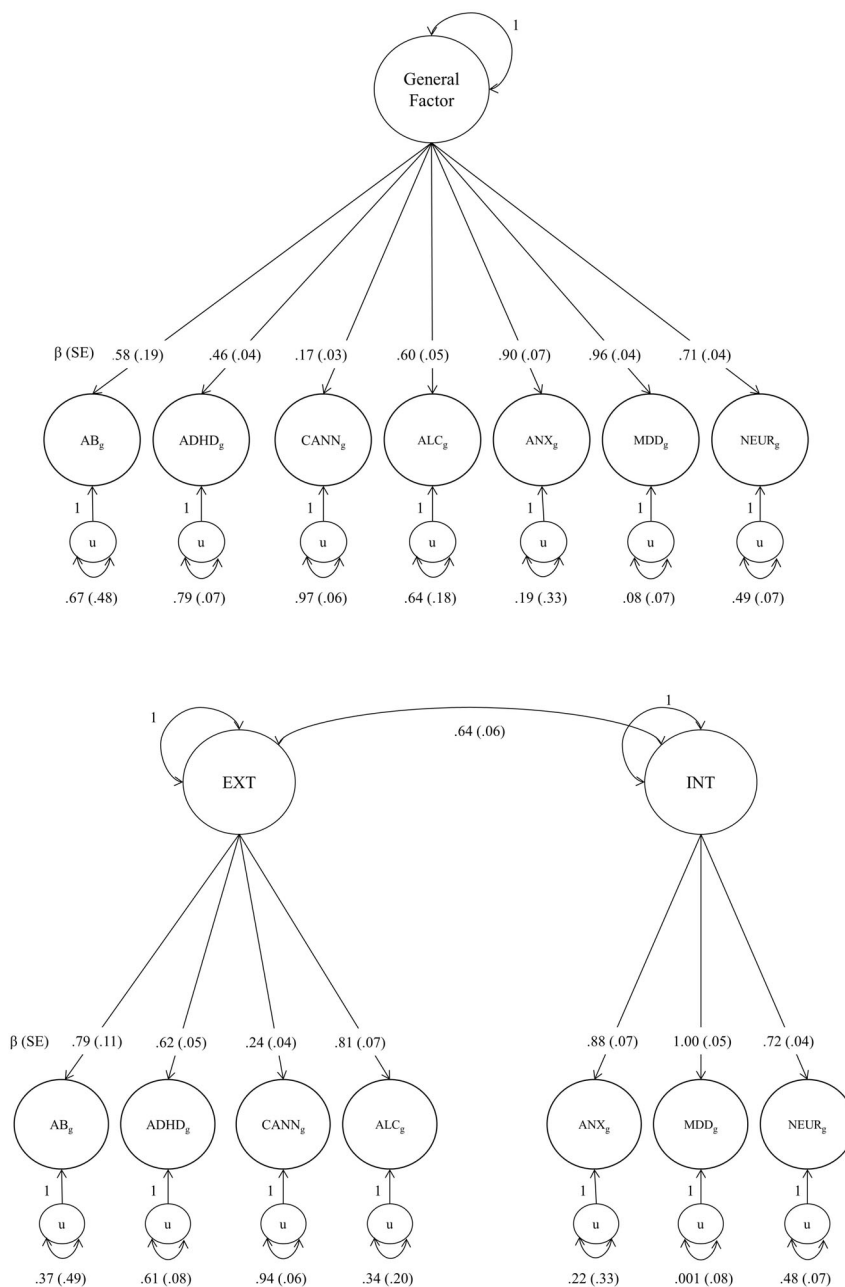 1
General
Factor
β (SE) .58 (.19) .46 (.04) .17 (.03) .60 (.05) .90 (.07) .96 (.04) .71 (.04)
ABg ADHDg CANNg ALCg ANXg MDDg NEURg
1 1 1 1 1 1 1
u u u u u u u
.67 (.48) .79 (.07) .97 (.06) .64 (.18) .19 (.33) .08 (.07) .49 (.07)
1 1
.64 (.06)
EXT INT
β (SE) .79 (.11) .62 (.05) .24 (.04) .81 (.07) .88 (.07) 1.00 (.05) .72 (.04)
ABg ADHDg CANNg ALCg ANXg MDDg NEURg
1 1 1 1 1 1 1
u u u u u u u
.37 (.49) .61 (.08) .94 (.06) .34 (.20) .22 (.33) .001 (.08) .48 (.07)